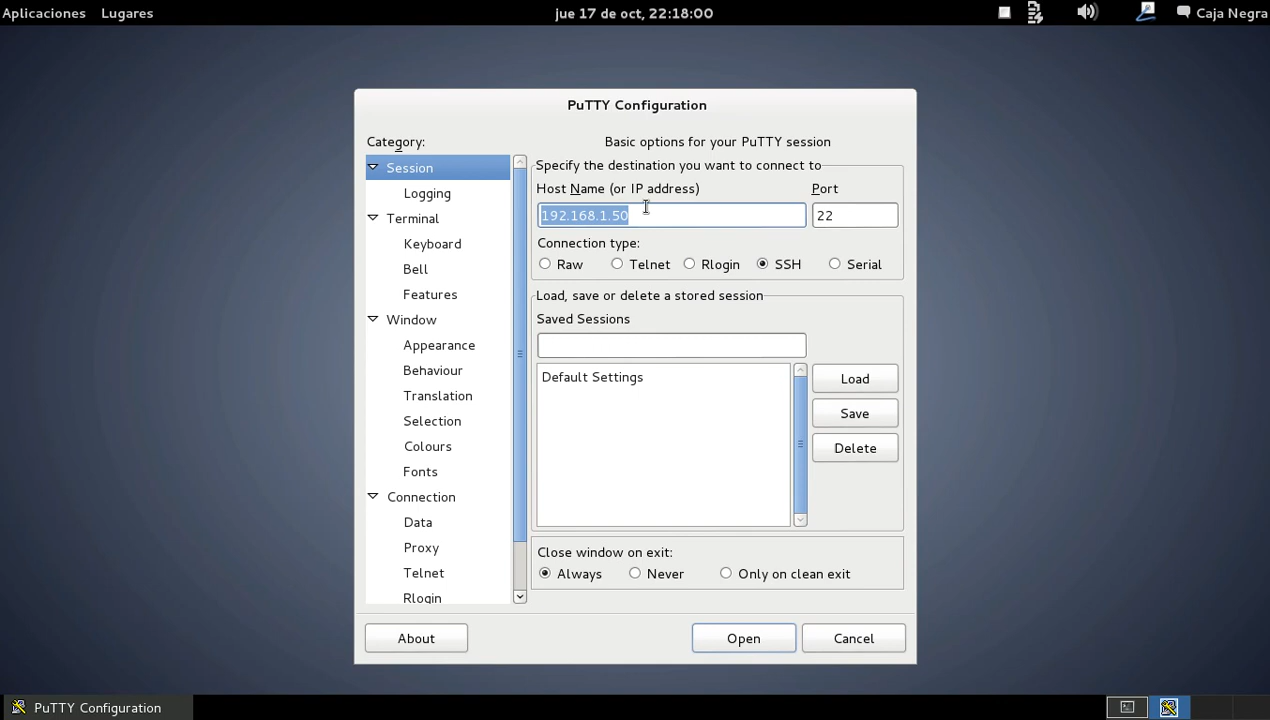 Aplicaciones Lugares jue 17 de oct, 22:18:00 Caja Negra
PuTTY Configuration
Category:
Session
Logging
Terminal
Keyboard
Bell
Features
Window
Appearance
Behaviour
Translation
Selection
Colours
Fonts
Connection
Data
Proxy
Telnet
Rlogin
Basic options for your PuTTY session
Specify the destination you want to connect to
Host Name (or IP address) Port
192.168.1.50 22
Connection type:
Raw Telnet Rlogin SSH Serial
Load, save or delete a stored session
Saved Sessions
Default Settings
Load
Save
Delete
Close window on exit:
Always Never Only on clean exit
About Open Cancel
PuTTY Configuration